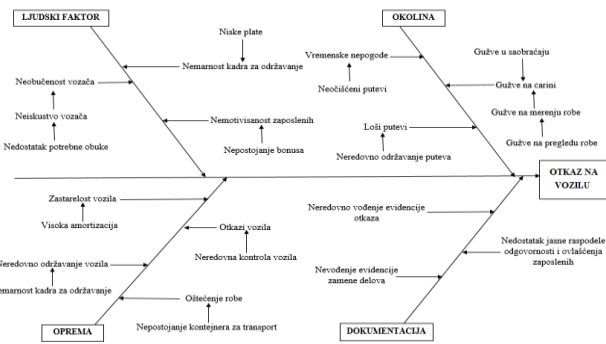 LJUDSKI FAKTOR
OKOLINA
Niske plate
Nemarnost kadra za održavanje
Neobučenost vozača
Neiskustvo vozača
Nedostatak potrebne obuke
Nemotivisanost zaposlenih
Nepostojanje bonusa
Vremenske nepogode
Neočišćeni putevi
Gužve u saobraćaju
Gužve na carini
Gužve na merenju robe
Gužve na pregledu robe
Loši putevi
Neredovno održavanje puteva
OTKAZ NA
VOZILU
Zastarelost vozila
Visoka amortizacija
Otkazi vozila
Neredovna kontrola vozila
Neredovno održavanje vozila
emarnost kadra za održavanje
Oštećenje robe
Nepostojanje kontejnera za transport
OPREMA
Neredovno vođenje evidencije
otkaza
Nedostatak jasne raspodele
odgovornosti i ovlašćenja
zaposlenih
Nevođenje evidencije
zamene delova
DOKUMENTACIJA